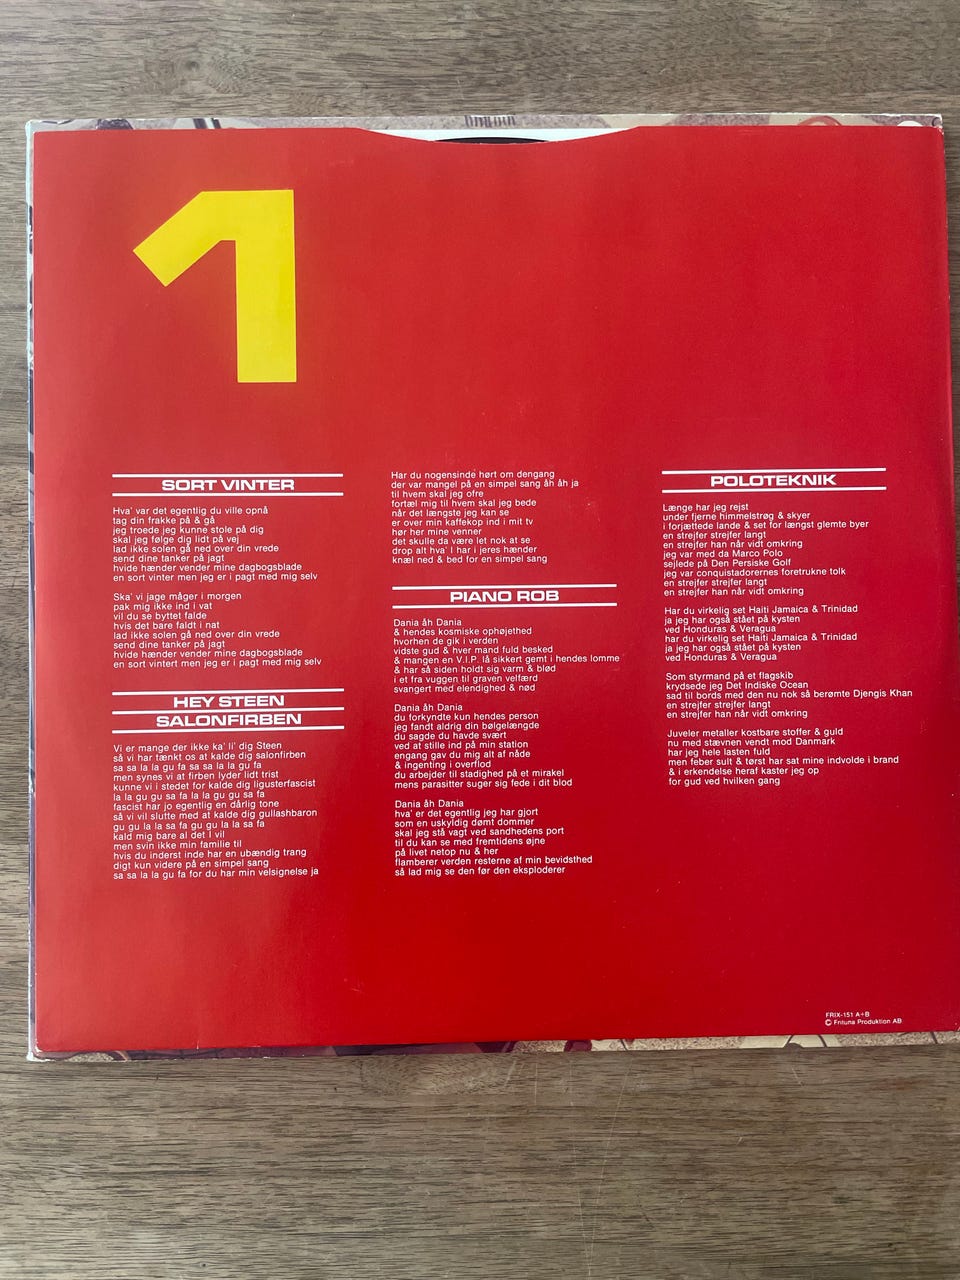 1
SORT VINTER
Hva' var det egentlig du ville opnå
tag din frakke på & gå
jeg troede jeg kunne stole på dig
skal jeg følge dig lidt på vej
lad ikke solen gå ned over din vrede
send dine tanker på jagt
hvide hænder vender mine dagbogsblade
en sort vinter men jeg er i pagt med mig selv
Ska' vi jage måger i morgen
pak mig ikke ind i vat
vil du se byttet falde
hvis det bare faldt i nat
lad ikke solen gå ned over din vrede
send dine tanker på jagt
hvide hænder vender mine dagbogsblade
en sort vintert men jeg er i pagt med mig selv
HEY STEEN
SALONFIRBEN
Vi er mange der ikke ka' li' dig Steen
så vi har tænkt os at kalde dig salonfirben
sa sa la la gu fa sa sa la la gu fa
men synes vi at firben lyder lidt trist
kunne vi i stedet for kalde dig ligusterfascist
la la gu gu sa fa la la gu gu sa fa
fascist har jo egentlig en dårlig tone
så vi vil slutte med at kalde dig gullashbaron
gu gu la la sa fa gu gu la la sa fa
kald mig bare al det I vil
men svin ikke min familie til
hvis du inderst inde har en ubændig trang
digt kun videre på en simpel sang
sa sa la la gu fa for du har min velsignelse ja
Har du nogensinde hørt om dengang
der var mangel på en simpel sang åh åh ja
til hvem skal jeg ofre
fortæl mig til hvem skal jeg bede
når det længste jeg kan se
er over min kaffekop ind i mit tv
hør her mine venner
det skulle da være let nok at se
drop alt hva' I har i jeres hænder
knæl ned & bed for en simpel sang
PIANO ROB
Dania åh Dania
& hendes kosmiske ophøjethed
hvorhen de gik i verden
vidste gud & hver mand fuld besked
& mangen en V.I.P. lå sikkert gemt i hendes lomme
& har så siden holdt sig varm & blød
i et fra vuggen til graven velfærd
svangert med elendighed & nød
Dania åh Dania
du forkyndte kun hendes person
jeg fandt aldrig din bølgelængde
du sagde du havde svært
ved at stille ind på min station
engang gav du mig alt af nåde
& ingentng i overflod
du arbejder til stadighed på et mirakel
mens parasitter suger sig fede i dit blod
Dania åh Dania
hva' er det egentlig jeg har gjort
som en uskyldig dømt dommer
skal jeg stå vagt ved sandhedens port
til du kan se med fremtidens øjne
på livet netop nu & her
flamberer verden resterne af min bevidsthed
så lad mig se den før den eksploderer
POLOTEKNIK
Længe har jeg rejst
under fjerne himmelstrøg & skyer
i forjættede lande & set for længst glemte byer
en strejfer strejfer langt
en strejfer han når vidt omkring
jeg var med da Marco Polo
sejlede på Den Persiske Golf
jeg var conquistadorernes foretrukne tolk
en strejfer strejfer langt
en strejfer han når vidt omkring
Har du virkelig set Haiti Jamaica & Trinidad
ja jeg har også stået på kysten
ved Honduras & Veragua
har du virkelig set Haiti Jamaica & Trinidad
ja jeg har også stået på kysten
ved Honduras & Veragua
Som styrmand på et flagskib
krydsede jeg Det Indiske Ocean
sad til bords med den nu nok så berømte Djengis Khan
en strejfer strejfer langt
en strejfer han når vidt omkring
Juveler metaller kostbare stoffer & guld
nu med stævnen vendt mod Danmark
har jeg hele lasten fuld
men feber sult & tørst har sat mine indvolde i brand
& i erkendelse heraf kaster jeg op
for gud ved hvilken gang
FRIX-151 A+B
© Frituna Produktion AB